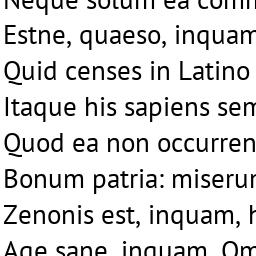 Neque solum ea com
Estne, quaeso, inquam
Quid censes in Latino
Itaque his sapiens sem
Quod ea non occurren
Bonum patria: miserum
Zenonis est, inquam, h
Age sane, inquam. Om